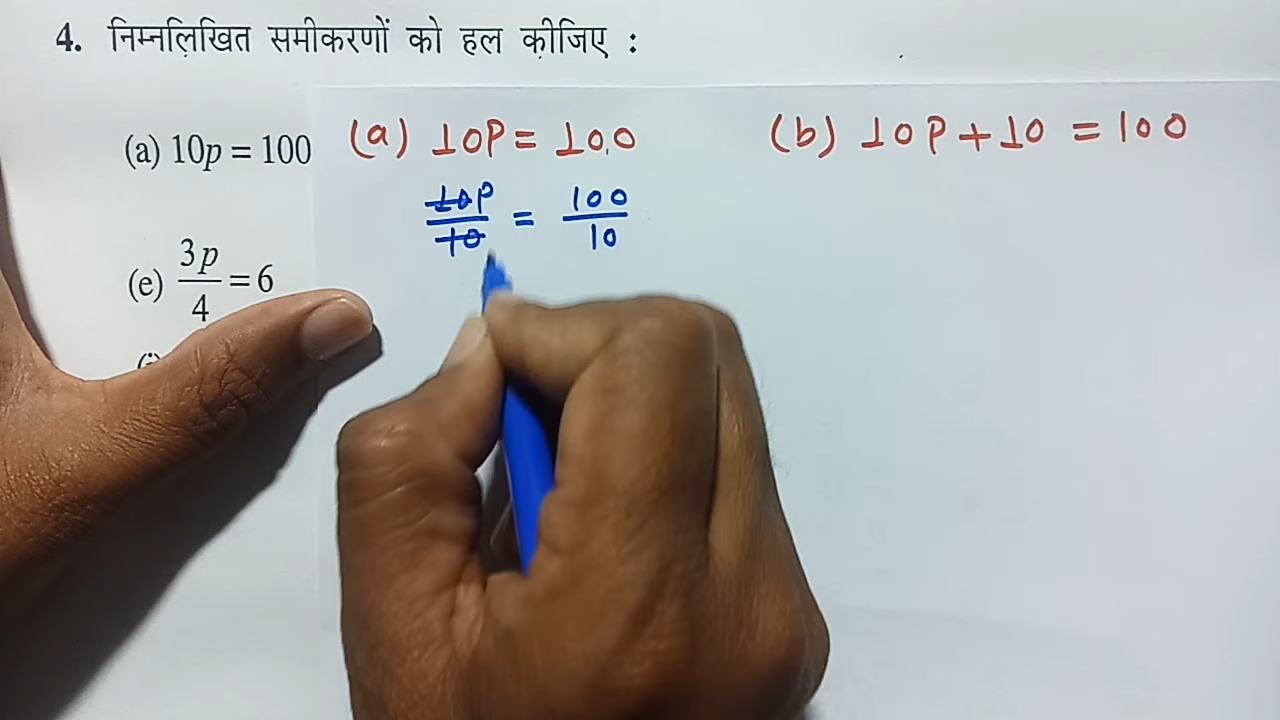 4. निम्नलिखित समीकरणों को हल कीजिए :
(a) 10p = 100
(a) 10P = 100
(b) 10P + 10 = 100
10P/10 = 100/10
(e) 3p/4 = 6